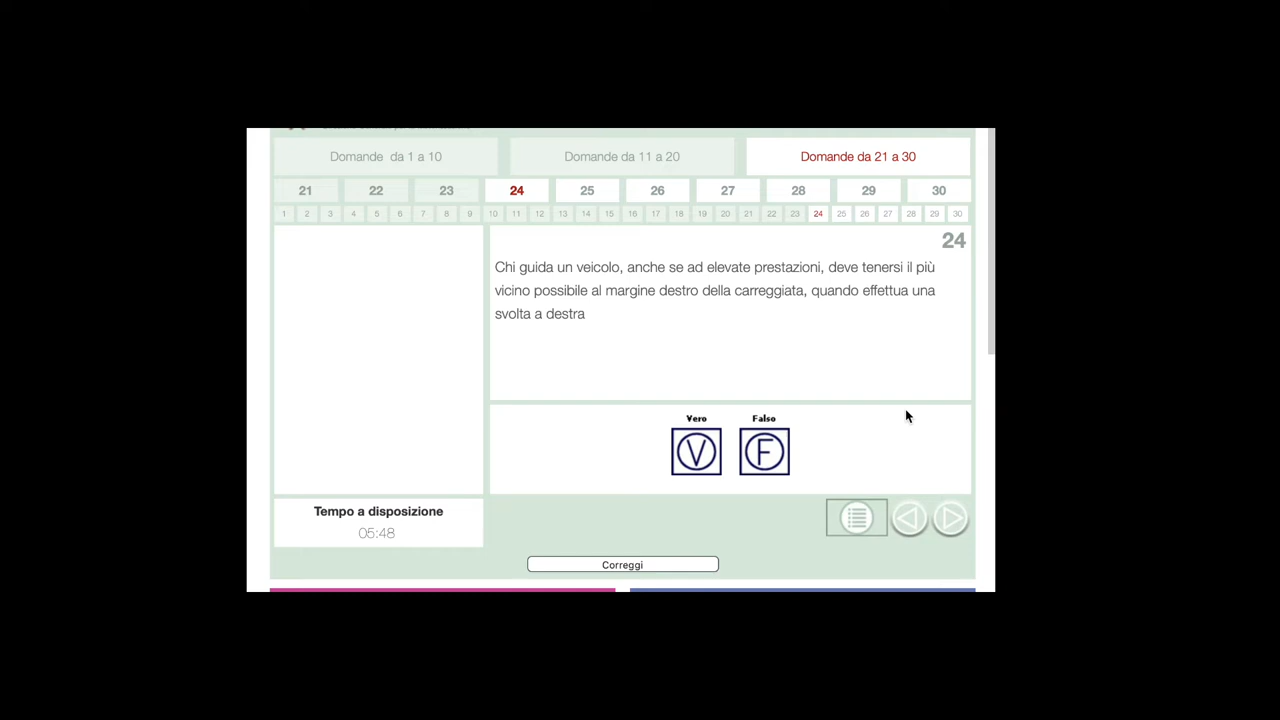 Domande da 1 a 10 Domande da 11 a 20 Domande da 21 a 30
21 22 23 24 25 26 27 28 29 30
1 2 3 4 5 6 7 8 9 10 11 12 13 14 15 16 17 18 19 20 21 22 23 24 25 26 27 28 29 30
24
Chi guida un veicolo, anche se ad elevate prestazioni, deve tenersi il più
vicino possibile al margine destro della carreggiata, quando effettua una
svolta a destra
Vero Falso
V F
Tempo a disposizione
05:48
Correggi